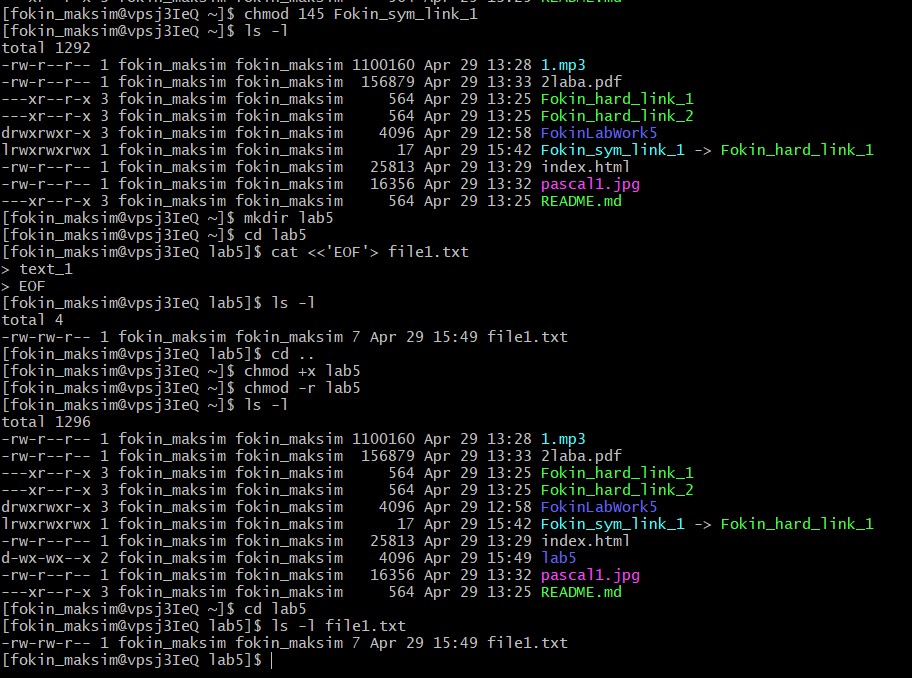 [fokin_maksim@vpsj3IeQ ~]$ chmod 145 Fokin_sym_link_1
[fokin_maksim@vpsj3IeQ ~]$ ls -l
total 1292
-rw-r--r-- 1 fokin_maksim fokin_maksim 1100160 Apr 29 13:28 1.mp3
-rw-r--r-- 1 fokin_maksim fokin_maksim  156879 Apr 29 13:33 2laba.pdf
---xr--r-x 3 fokin_maksim fokin_maksim     564 Apr 29 13:25 Fokin_hard_link_1
---xr--r-x 3 fokin_maksim fokin_maksim     564 Apr 29 13:25 Fokin_hard_link_2
drwxrwxr-x 3 fokin_maksim fokin_maksim    4096 Apr 29 12:58 FokinLabWork5
lrwxrwxrwx 1 fokin_maksim fokin_maksim      17 Apr 29 15:42 Fokin_sym_link_1 -> Fokin_hard_link_1
-rw-r--r-- 1 fokin_maksim fokin_maksim   25813 Apr 29 13:29 index.html
-rw-r--r-- 1 fokin_maksim fokin_maksim   16356 Apr 29 13:32 pascal1.jpg
---xr--r-x 3 fokin_maksim fokin_maksim     564 Apr 29 13:25 README.md
[fokin_maksim@vpsj3IeQ ~]$ mkdir lab5
[fokin_maksim@vpsj3IeQ ~]$ cd lab5
[fokin_maksim@vpsj3IeQ lab5]$ cat <<'EOF'> file1.txt
> text_1
> EOF
[fokin_maksim@vpsj3IeQ lab5]$ ls -l
total 4
-rw-rw-r-- 1 fokin_maksim fokin_maksim 7 Apr 29 15:49 file1.txt
[fokin_maksim@vpsj3IeQ lab5]$ cd ..
[fokin_maksim@vpsj3IeQ ~]$ chmod +x lab5
[fokin_maksim@vpsj3IeQ ~]$ chmod -r lab5
[fokin_maksim@vpsj3IeQ ~]$ ls -l
total 1296
-rw-r--r-- 1 fokin_maksim fokin_maksim 1100160 Apr 29 13:28 1.mp3
-rw-r--r-- 1 fokin_maksim fokin_maksim  156879 Apr 29 13:33 2laba.pdf
---xr--r-x 3 fokin_maksim fokin_maksim     564 Apr 29 13:25 Fokin_hard_link_1
---xr--r-x 3 fokin_maksim fokin_maksim     564 Apr 29 13:25 Fokin_hard_link_2
drwxrwxr-x 3 fokin_maksim fokin_maksim    4096 Apr 29 12:58 FokinLabWork5
lrwxrwxrwx 1 fokin_maksim fokin_maksim      17 Apr 29 15:42 Fokin_sym_link_1 -> Fokin_hard_link_1
-rw-r--r-- 1 fokin_maksim fokin_maksim   25813 Apr 29 13:29 index.html
d-wx-wx--x 2 fokin_maksim fokin_maksim    4096 Apr 29 15:49 lab5
-rw-r--r-- 1 fokin_maksim fokin_maksim   16356 Apr 29 13:32 pascal1.jpg
---xr--r-x 3 fokin_maksim fokin_maksim     564 Apr 29 13:25 README.md
[fokin_maksim@vpsj3IeQ ~]$ cd lab5
[fokin_maksim@vpsj3IeQ lab5]$ ls -l file1.txt
-rw-rw-r-- 1 fokin_maksim fokin_maksim 7 Apr 29 15:49 file1.txt
[fokin_maksim@vpsj3IeQ lab5]$